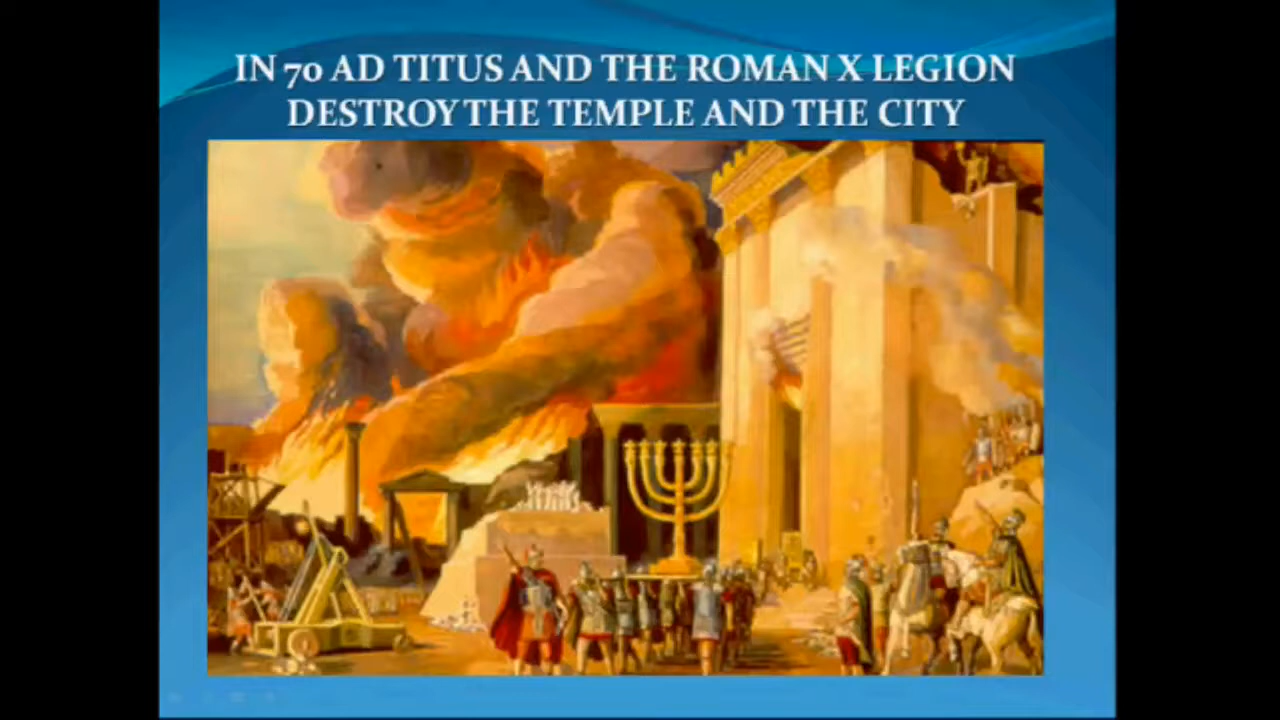 IN 70 AD TITUS AND THE ROMAN X LEGION
DESTROY THE TEMPLE AND THE CITY